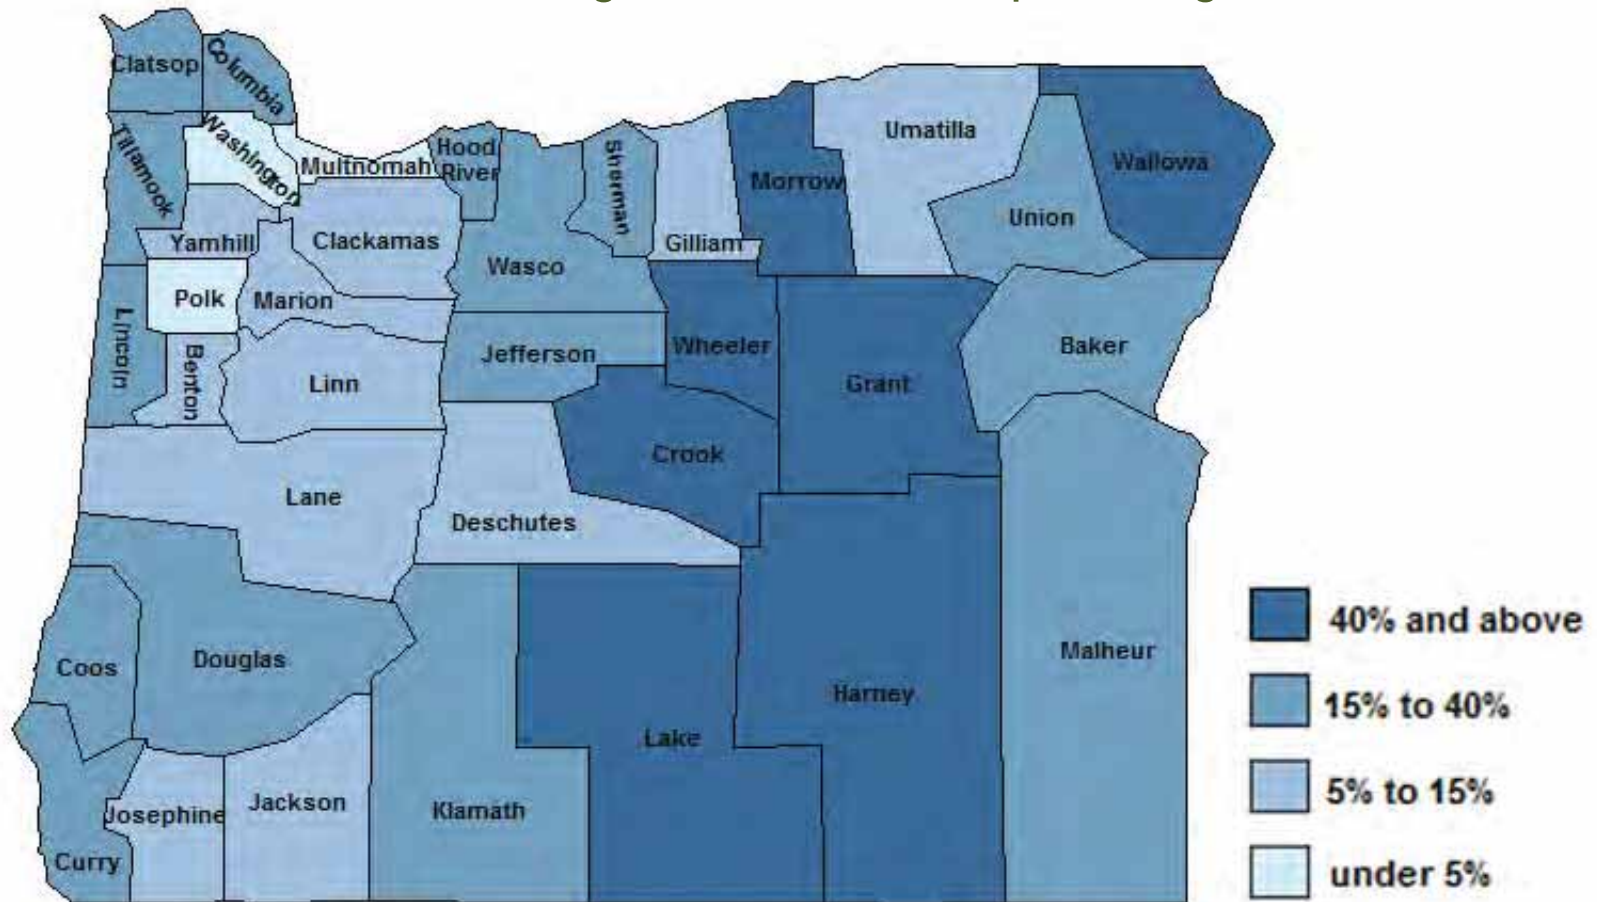 Clatsop
Columbia
Tillamook
Washington
Multnomah
Hood
River
Sherman
Gilliam
Morrow
Umatilla
Union
Wallowa
Yamhill
Clackamas
Wasco
Polk
Marion
Lincoln
Benton
Linn
Jefferson
Wheeler
Grant
Baker
Crook
Lane
Deschutes
Coos
Douglas
Klamath
Lake
Harney
Malheur
Curry
Josephine
Jackson
40% and above
15% to 40%
5% to 15%
under 5%